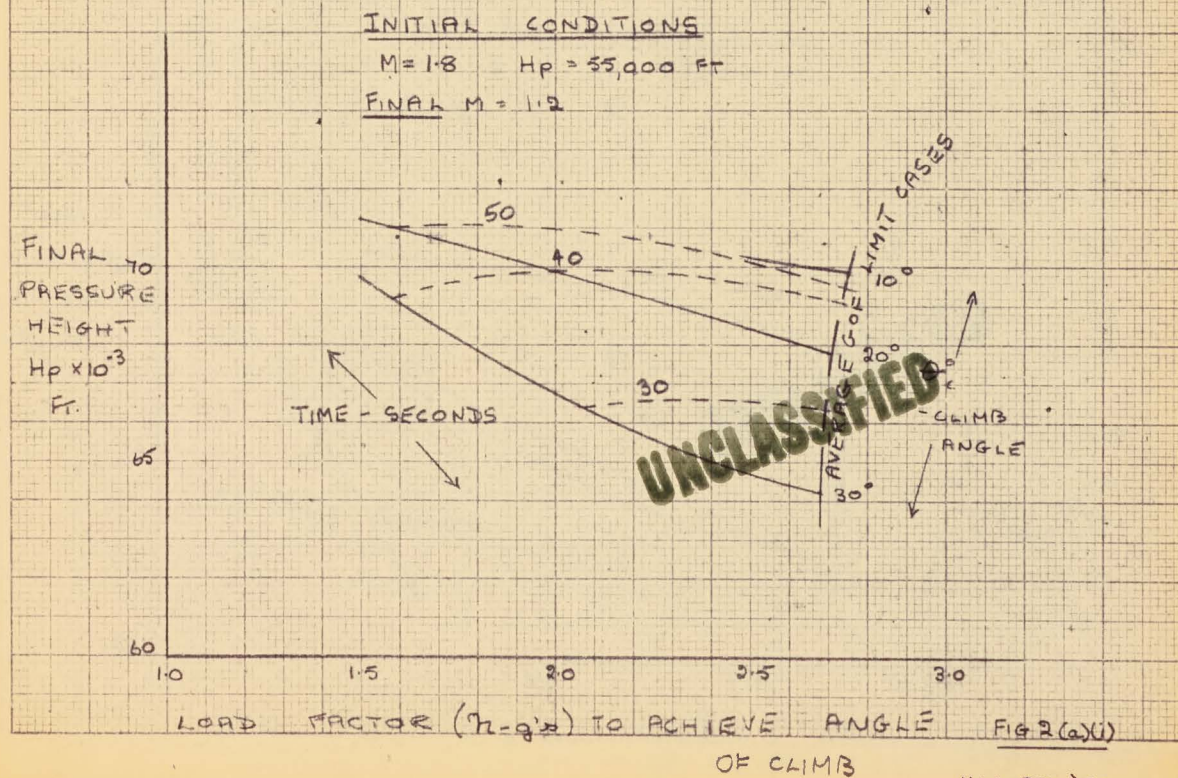 INITIAL CONDITIONS
M = 1.8 Hp = 55,000 FT
FINAL M = 1.2
FINAL
PRESSURE
HEIGHT
Hp ×10⁻³
FT.
70
65
60
50
40
30
TIME - SECONDS
LIMIT CASES
AVERAGE G OF
10°
20°
30°
CLIMB
ANGLE
UNCLASSIFIED
1.0 1.5 2.0 2.5 3.0
LOAD FACTOR (n-g's) TO ACHIEVE ANGLE
OF CLIMB
FIG 2(a)(i)